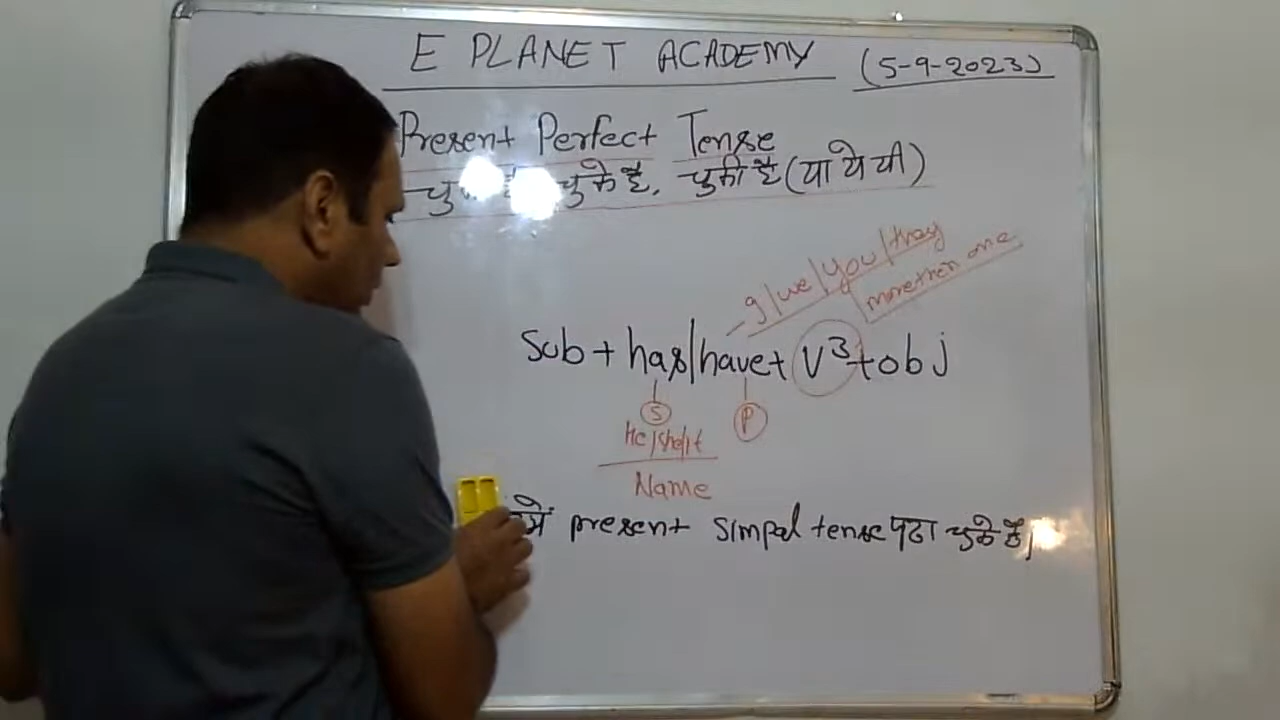 E PLANET ACADEMY (5-9-2023)
Present Perfect Tense
चुके है, चुकी है (या ये यी)
I/we/you/they
more then one
Sub + has/have + V3 + obj
S P
He/she/it
Name
present simpal tense पढा चुके है।